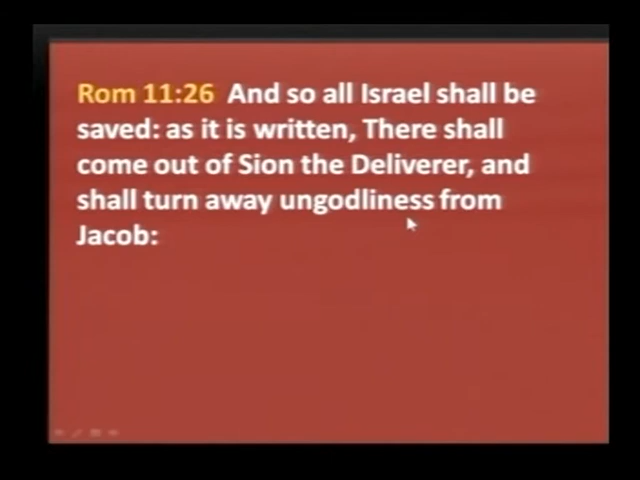 Rom 11:26 And so all Israel shall be
saved: as it is written, There shall
come out of Sion the Deliverer, and
shall turn away ungodliness from
Jacob: